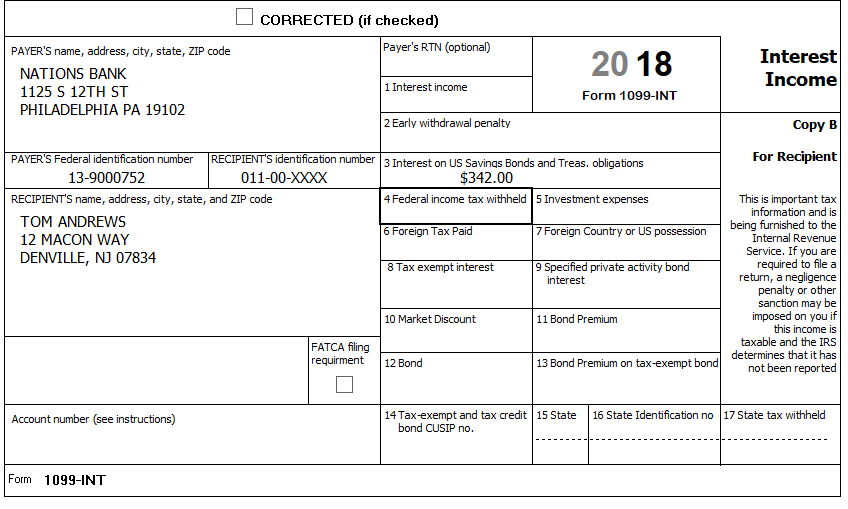 CORRECTED (if checked)
PAYER'S name, address, city, state, ZIP code
NATIONS BANK
1125 S 12TH ST
PHILADELPHIA PA 19102
Payer's RTN (optional)
1 Interest income
2018
Form 1099-INT
Interest
Income
2 Early withdrawal penalty
Copy B
For Recipient
PAYER'S Federal identification number
13-9000752
RECIPIENT'S identification number
011-00-XXXX
3 Interest on US Savings Bonds and Treas. obligations
$342.00
RECIPIENT'S name, address, city, state, and ZIP code
TOM ANDREWS
12 MACON WAY
DENVILLE, NJ 07834
4 Federal income tax withheld
5 Investment expenses
6 Foreign Tax Paid
7 Foreign Country or US possession
8 Tax exempt interest
9 Specified private activity bond
interest
10 Market Discount
11 Bond Premium
This is important tax
information and is
being furnished to the
Internal Revenue
Service. If you are
required to file a
return, a negligence
penalty or other
sanction may be
imposed on you if
this income is
taxable and the IRS
determines that it has
not been reported
FATCA filing
requirment
12 Bond
13 Bond Premium on tax-exempt bond
Account number (see instructions)
14 Tax-exempt and tax credit
bond CUSIP no.
15 State
16 State Identification no
17 State tax withheld
Form 1099-INT